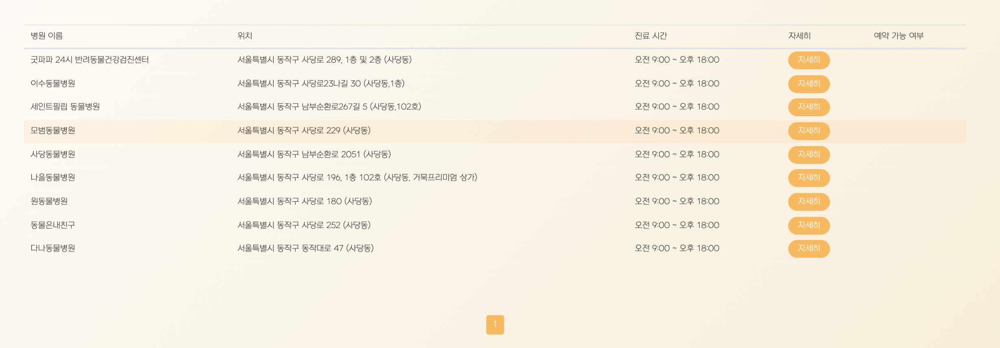 병원 이름 위치 진료 시간 자세히 예약 가능 여부
굿파파 24시 반려동물건강검진센터 서울특별시 동작구 사당로 289, 1층 및 2층 (사당동) 오전 9:00 ~ 오후 18:00 자세히
이수동물병원 서울특별시 동작구 사당로23나길 30 (사당동,1층) 오전 9:00 ~ 오후 18:00 자세히
세인트필립 동물병원 서울특별시 동작구 남부순환로267길 5 (사당동,102호) 오전 9:00 ~ 오후 18:00 자세히
모범동물병원 서울특별시 동작구 사당로 229 (사당동) 오전 9:00 ~ 오후 18:00 자세히
사당동물병원 서울특별시 동작구 남부순환로 2051 (사당동) 오전 9:00 ~ 오후 18:00 자세히
나을동물병원 서울특별시 동작구 사당로 196, 1층 102호 (사당동, 거묵프리미엄 상가) 오전 9:00 ~ 오후 18:00 자세히
원동물병원 서울특별시 동작구 사당로 180 (사당동) 오전 9:00 ~ 오후 18:00 자세히
동물은내친구 서울특별시 동작구 사당로 252 (사당동) 오전 9:00 ~ 오후 18:00 자세히
다나동물병원 서울특별시 동작구 동작대로 47 (사당동) 오전 9:00 ~ 오후 18:00 자세히
1